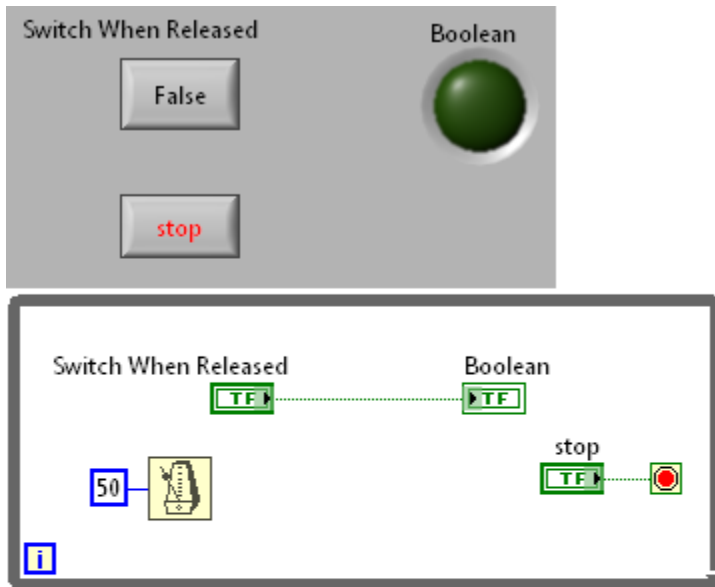 Switch When Released
Boolean
False
stop
Switch When Released
Boolean
TF
TF
stop
50
TF
i